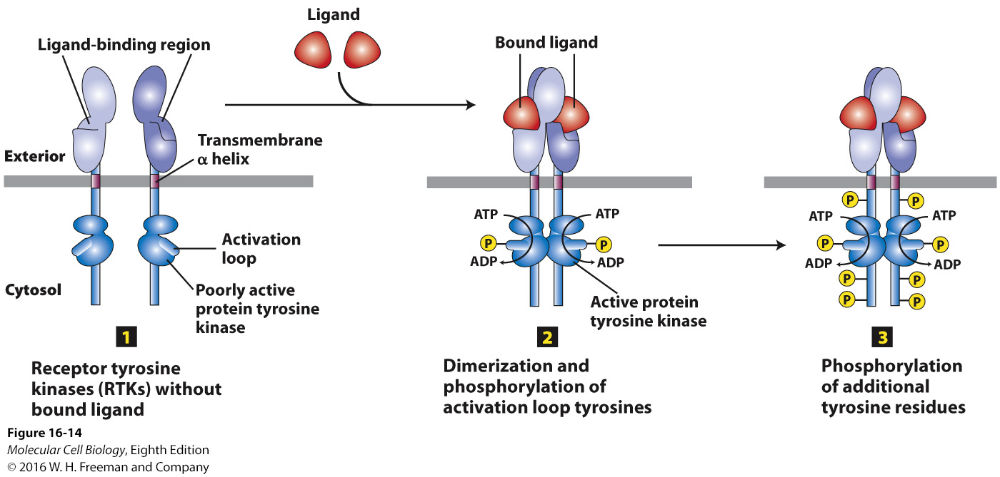 Ligand
Ligand-binding region
Bound ligand
Transmembrane
α helix
Exterior
Activation
loop
Cytosol
Poorly active
protein tyrosine
kinase
ATP
ATP
P
P
ADP
ADP
Active protein
tyrosine kinase
P
P
ATP
ATP
P
P
ADP
ADP
P
P
P
P
1
Receptor tyrosine
kinases (RTKs) without
bound ligand
2
Dimerization and
phosphorylation of
activation loop tyrosines
3
Phosphorylation
of additional
tyrosine residues
Figure 16-14
Molecular Cell Biology, Eighth Edition
© 2016 W. H. Freeman and Company